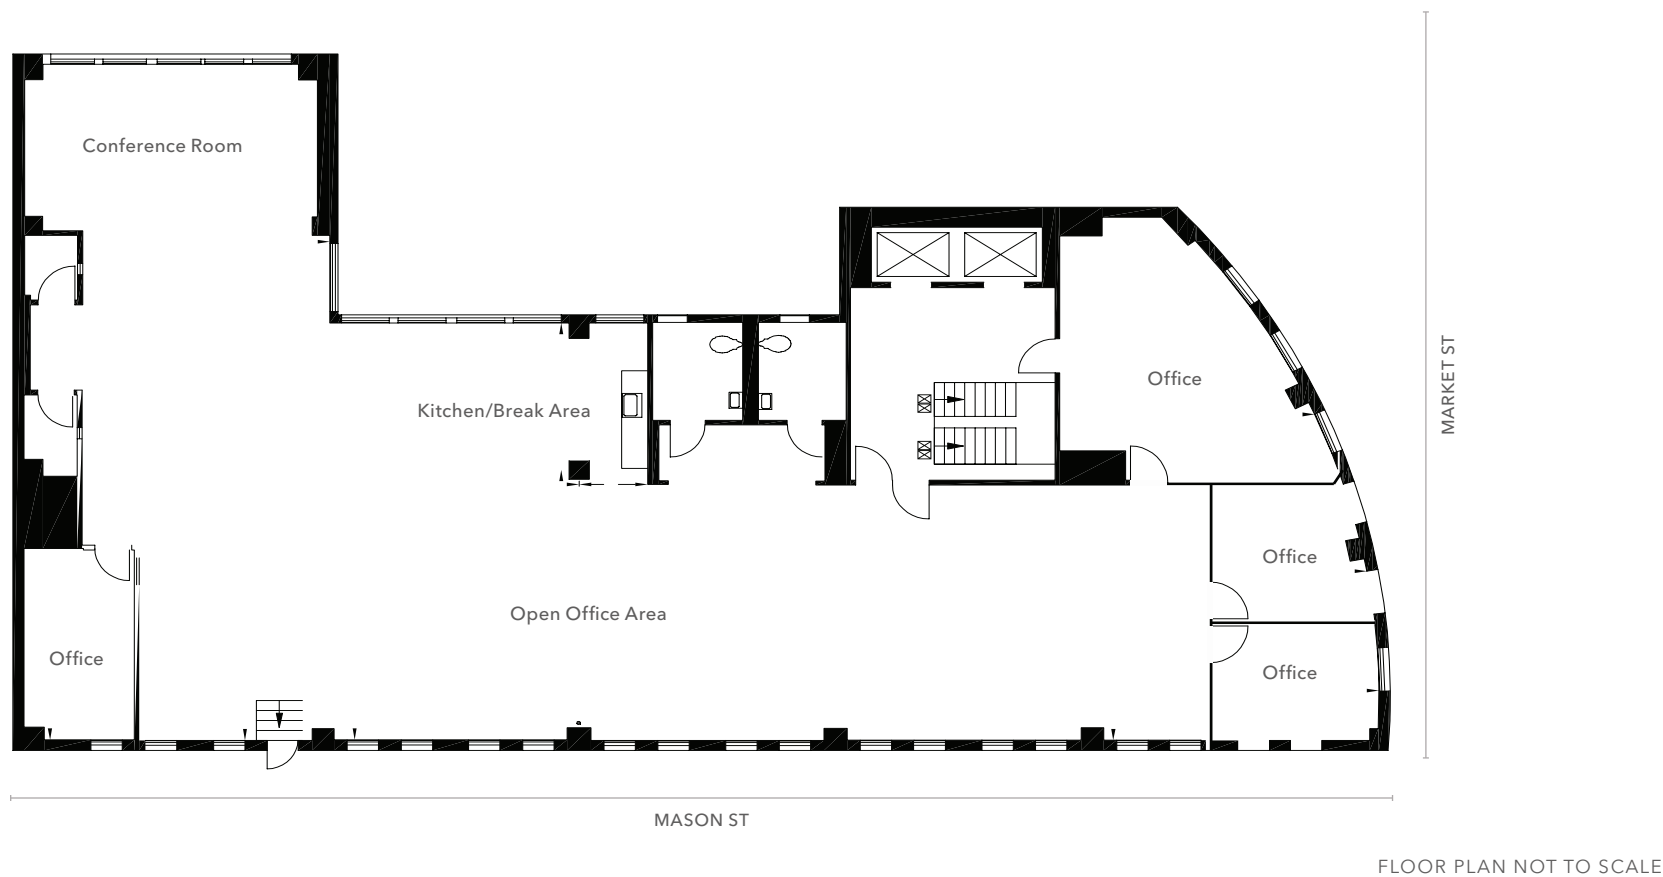 Conference Room
MARKET ST
Office
Kitchen/Break Area
Office
Open Office Area
Office
Office
MASON ST
FLOOR PLAN NOT TO SCALE